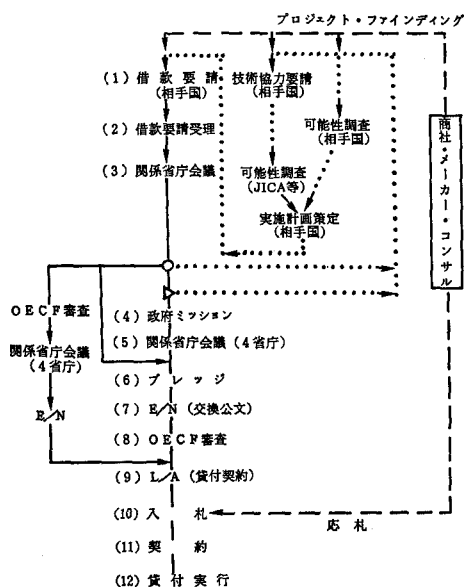 プロジェクト・ファインディング
(1) 借款要請
(相手国)
技術協力要請
(相手国)
(2) 借款要請受理
可能性調査
(相手国)
(3) 関係省庁会議
可能性調査
(JICA等)
実施計画策定
(相手国)
商社・メーカー・コンサル
OECF審査
関係省庁会議
(4省庁)
E/N
(4) 政府ミッション
(5) 関係省庁会議(4省庁)
(6) プレッジ
(7) E/N(交換公文)
(8) OECF審査
(9) L/A(貸付契約)
(10) 入札
応札
(11) 契約
(12) 貸付実行